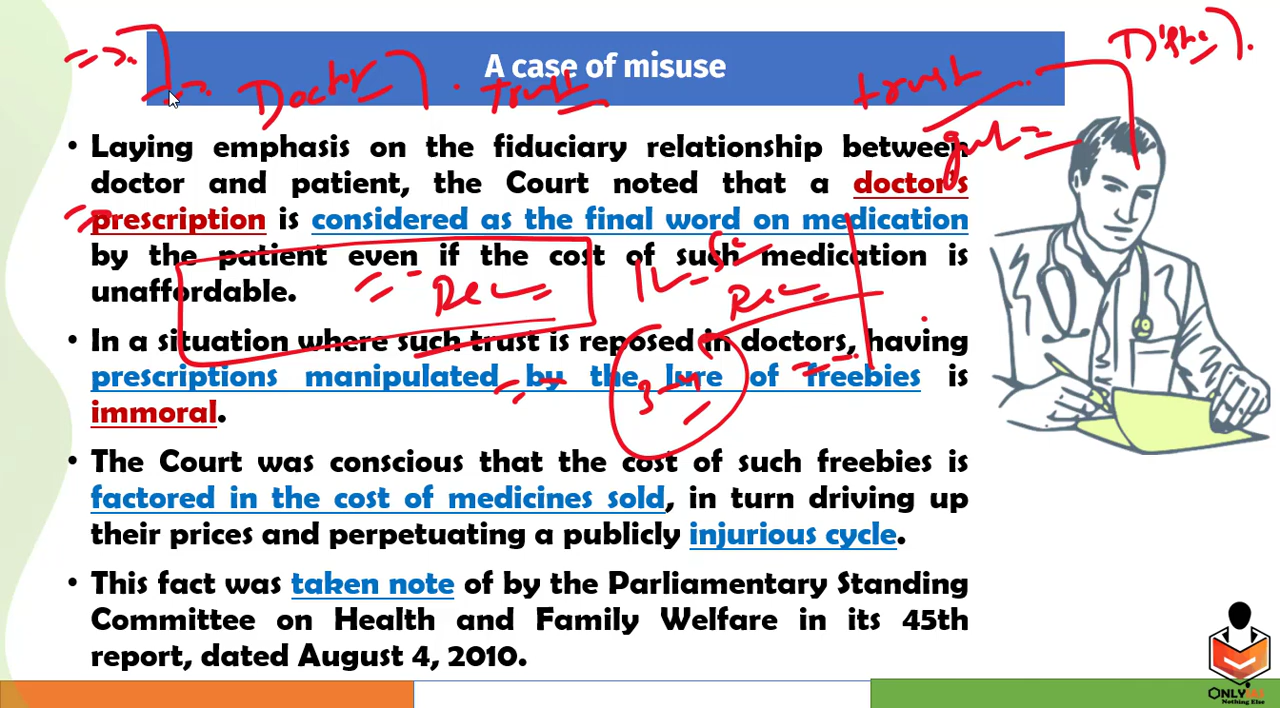 A case of misuse
Doctor
trust
trust
• Laying emphasis on the fiduciary relationship between
doctor and patient, the Court noted that a doctor's
prescription is considered as the final word on medication
by the patient even if the cost of such medication is
unaffordable.
• In a situation where such trust is reposed in doctors, having
prescriptions manipulated by the lure of freebies is
immoral.
• The Court was conscious that the cost of such freebies is
factored in the cost of medicines sold, in turn driving up
their prices and perpetuating a publicly injurious cycle.
• This fact was taken note of by the Parliamentary Standing
Committee on Health and Family Welfare in its 45th
report, dated August 4, 2010.
ONLYIAS
Nothing Else